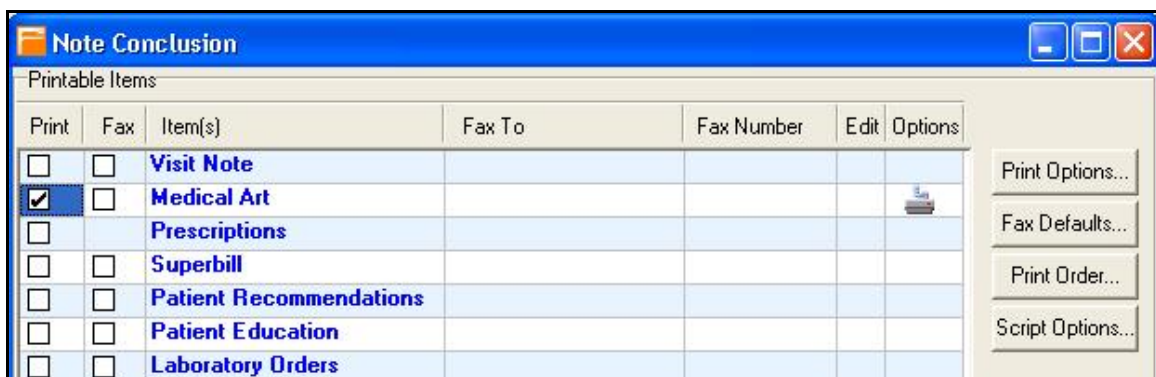 Note Conclusion
Printable Items
Print Fax Item(s) Fax To Fax Number Edit Options
Visit Note
Print Options...
Medical Art
Fax Defaults...
Prescriptions
Superbill
Print Order...
Patient Recommendations
Patient Education
Script Options...
Laboratory Orders